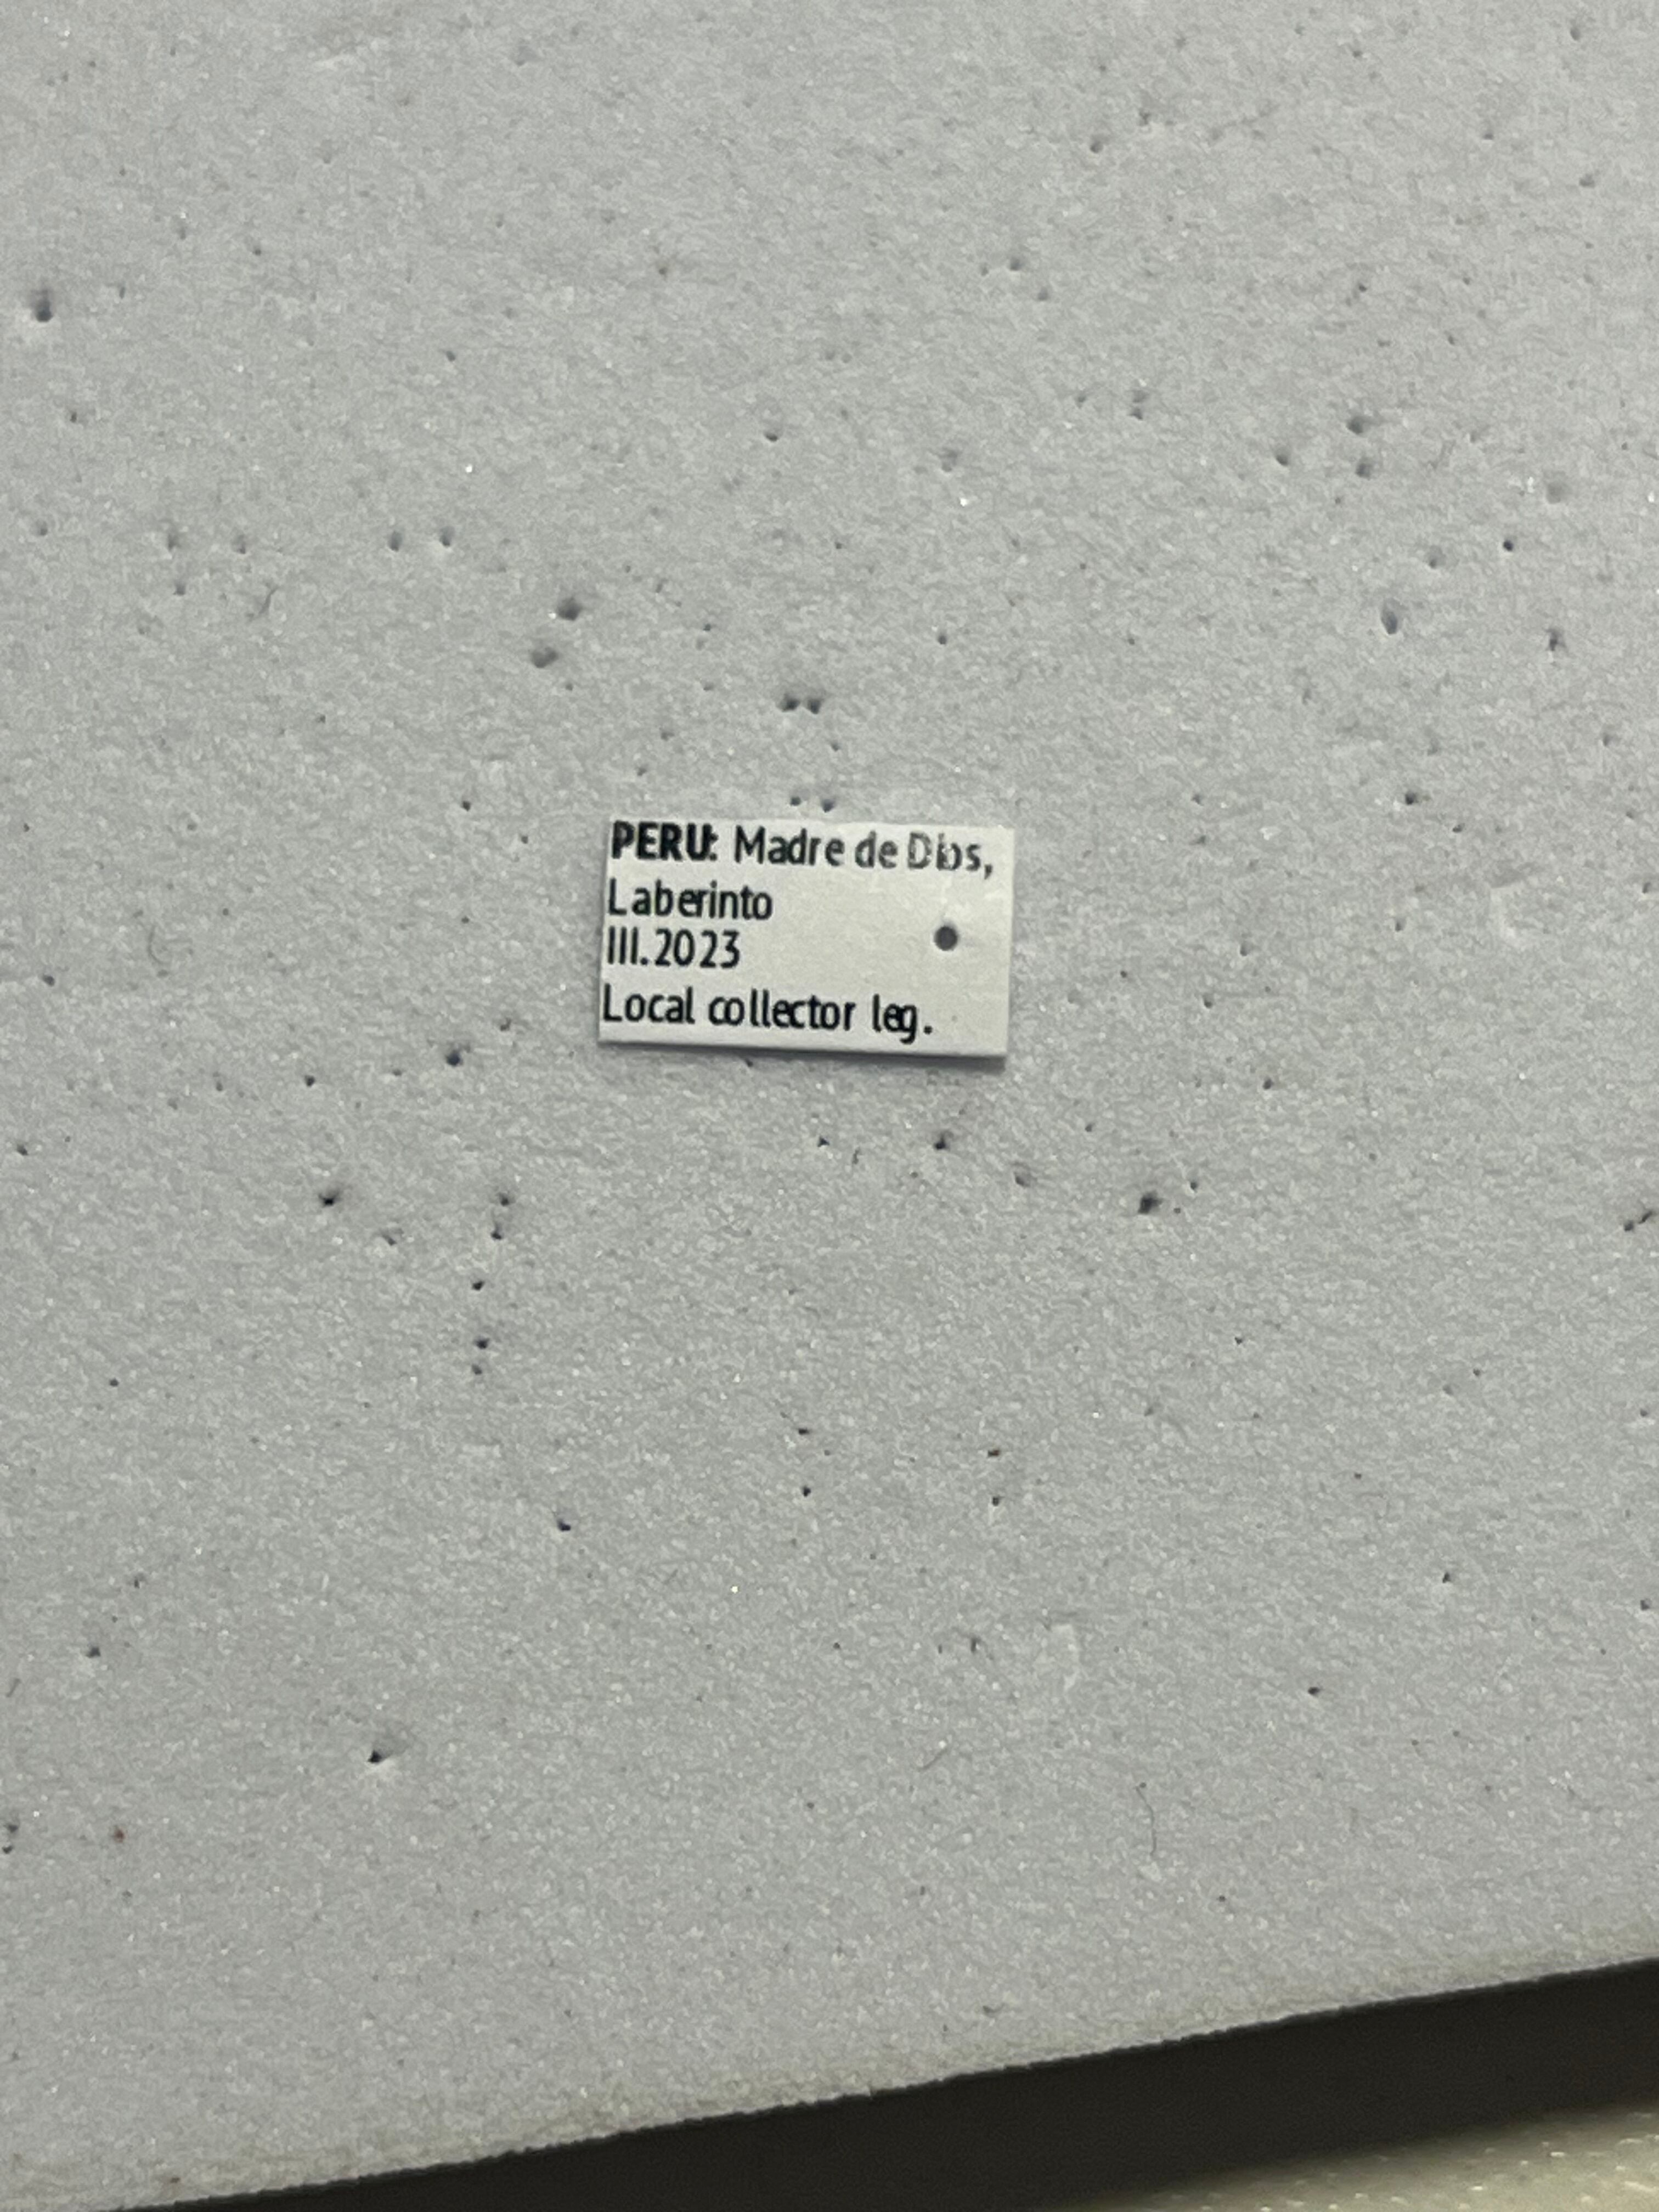 PERU: Madre de Dios,
Laberinto
III.2023
Local collector leg.